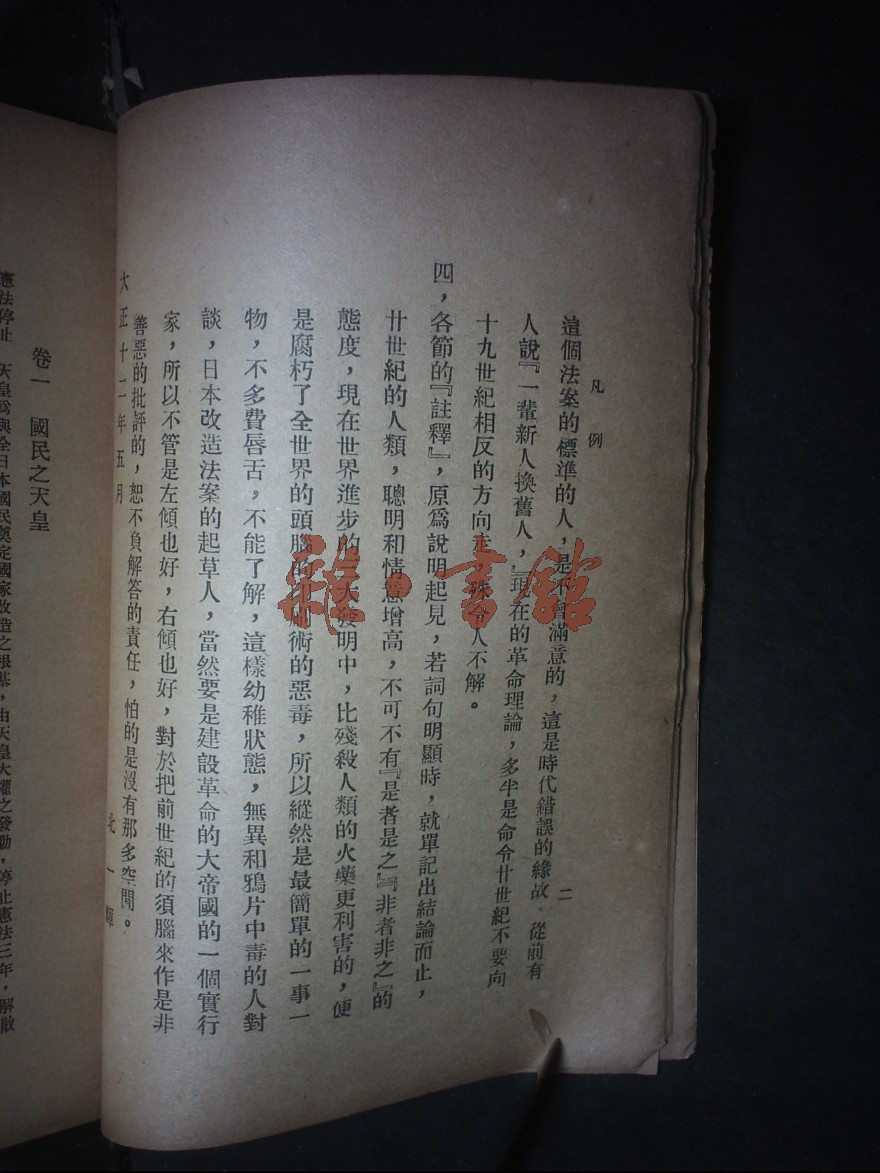 凡例
二
這個法案的標準的人，是不曾滿意的，這是時代錯誤的緣故．從前有
人說『一輩新人換舊人，』現在的革命理論，多半是命令廿世紀不要向
十九世紀相反的方向走，殊令人不解。
四，各節的『註釋』，原爲說明起見，若詞句明顯時，就單記出結論而止，
廿世紀的人類，聰明和情意增高，不可不有『是者是之』『非者非之』的
態度，現在世界進步的一大發明中，比殘殺人類的火藥更利害的，便
是腐朽了全世界的頭腦的印刷術的惡毒，所以縱然是最簡單的一事一
物，不多費唇舌，不能了解，這樣幼稚狀態，無異和鴉片中毒的人對
談，日本改造法案的起草人，當然要是建設革命的大帝國的一個實行
家，所以不管是左傾也好，右傾也好，對於把前世紀的須腦來作是非
善惡的批評的，恕不負解答的責任，怕的是沒有那多空閒。
大正十二年五月
北一輝
卷一　國民之天皇
憲法停止　天皇爲與全日本國民奠定國家改造之根基，由天皇大權之發動，停止憲法三年，解散
雜·書館